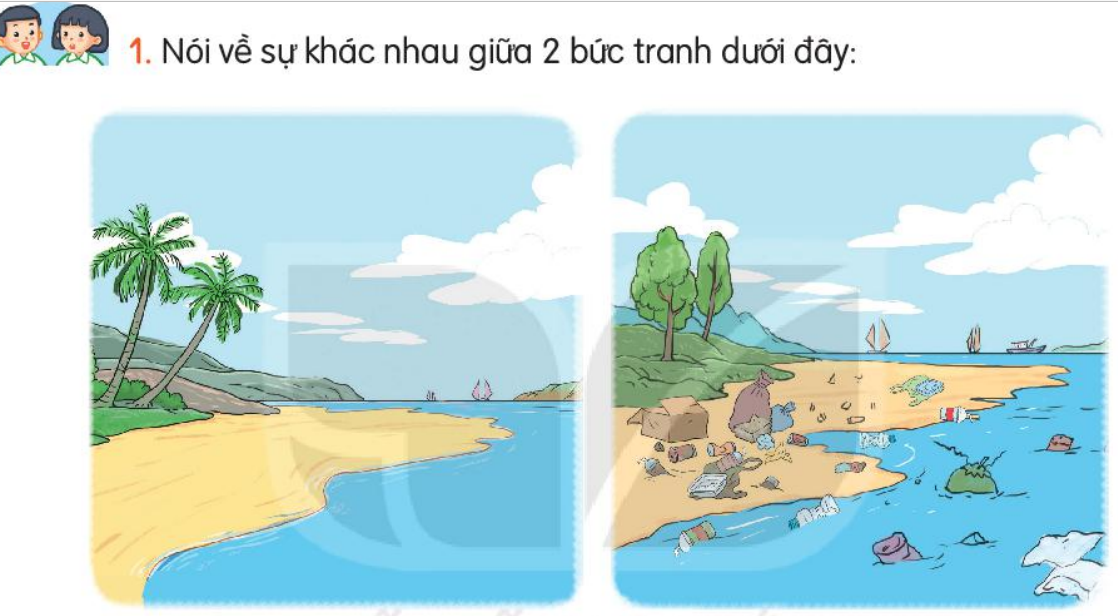 1. Nói về sự khác nhau giữa 2 bức tranh dưới đây: